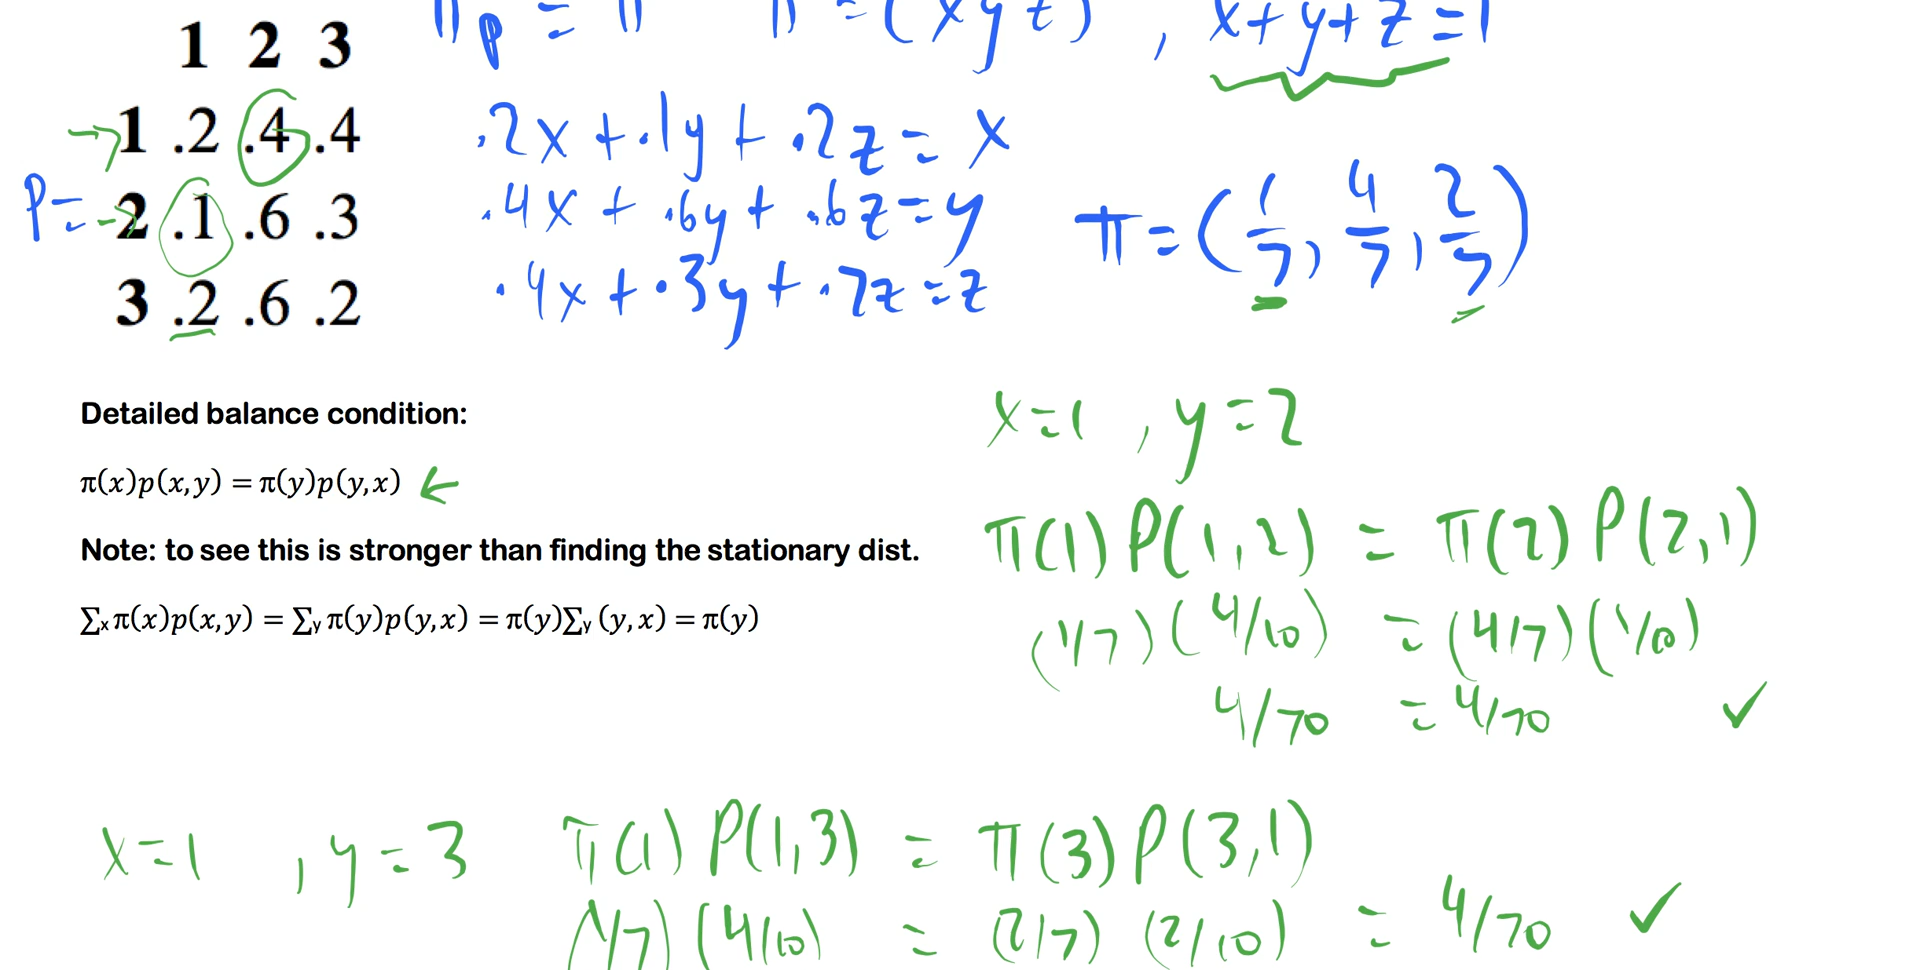 πp = π π = (x y z) , x+y+z=1
1 2 3
→1 .2 .4 .4
P= →2 .1 .6 .3
3 .2 .6 .2
.2x + .1y + .2z = x
.4x + .6y + .6z = y
.4x + .3y + .2z = z
π = (1/7, 4/7, 2/7)
Detailed balance condition:
π(x)p(x,y) = π(y)p(y,x) ←
Note: to see this is stronger than finding the stationary dist.
∑x π(x)p(x,y) = ∑y π(y)p(y,x) = π(y)∑y (y,x) = π(y)
x=1 , y=2
π(1) P(1,2) = π(2) P(2,1)
(1/7) (4/10) = (4/7) (1/10)
4/70 = 4/70 ✓
x=1 , y=3 π(1) P(1,3) = π(3) P(3,1)
(1/7) (4/10) = (2/7) (2/10) = 4/70 ✓